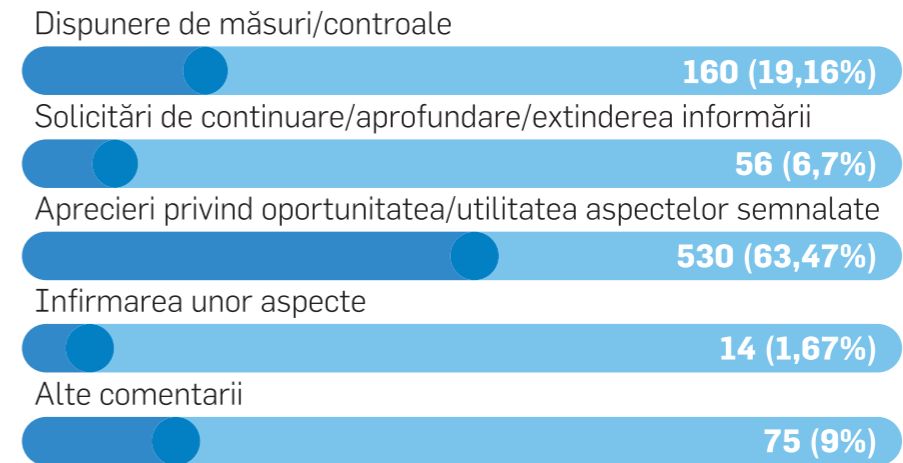 Dispunere de măsuri/controale
160 (19,16%)
Solicitări de continuare/aprofundare/extinderea informării
56 (6,7%)
Aprecieri privind oportunitatea/utilitatea aspectelor semnalate
530 (63,47%)
Infirmarea unor aspecte
14 (1,67%)
Alte comentarii
75 (9%)